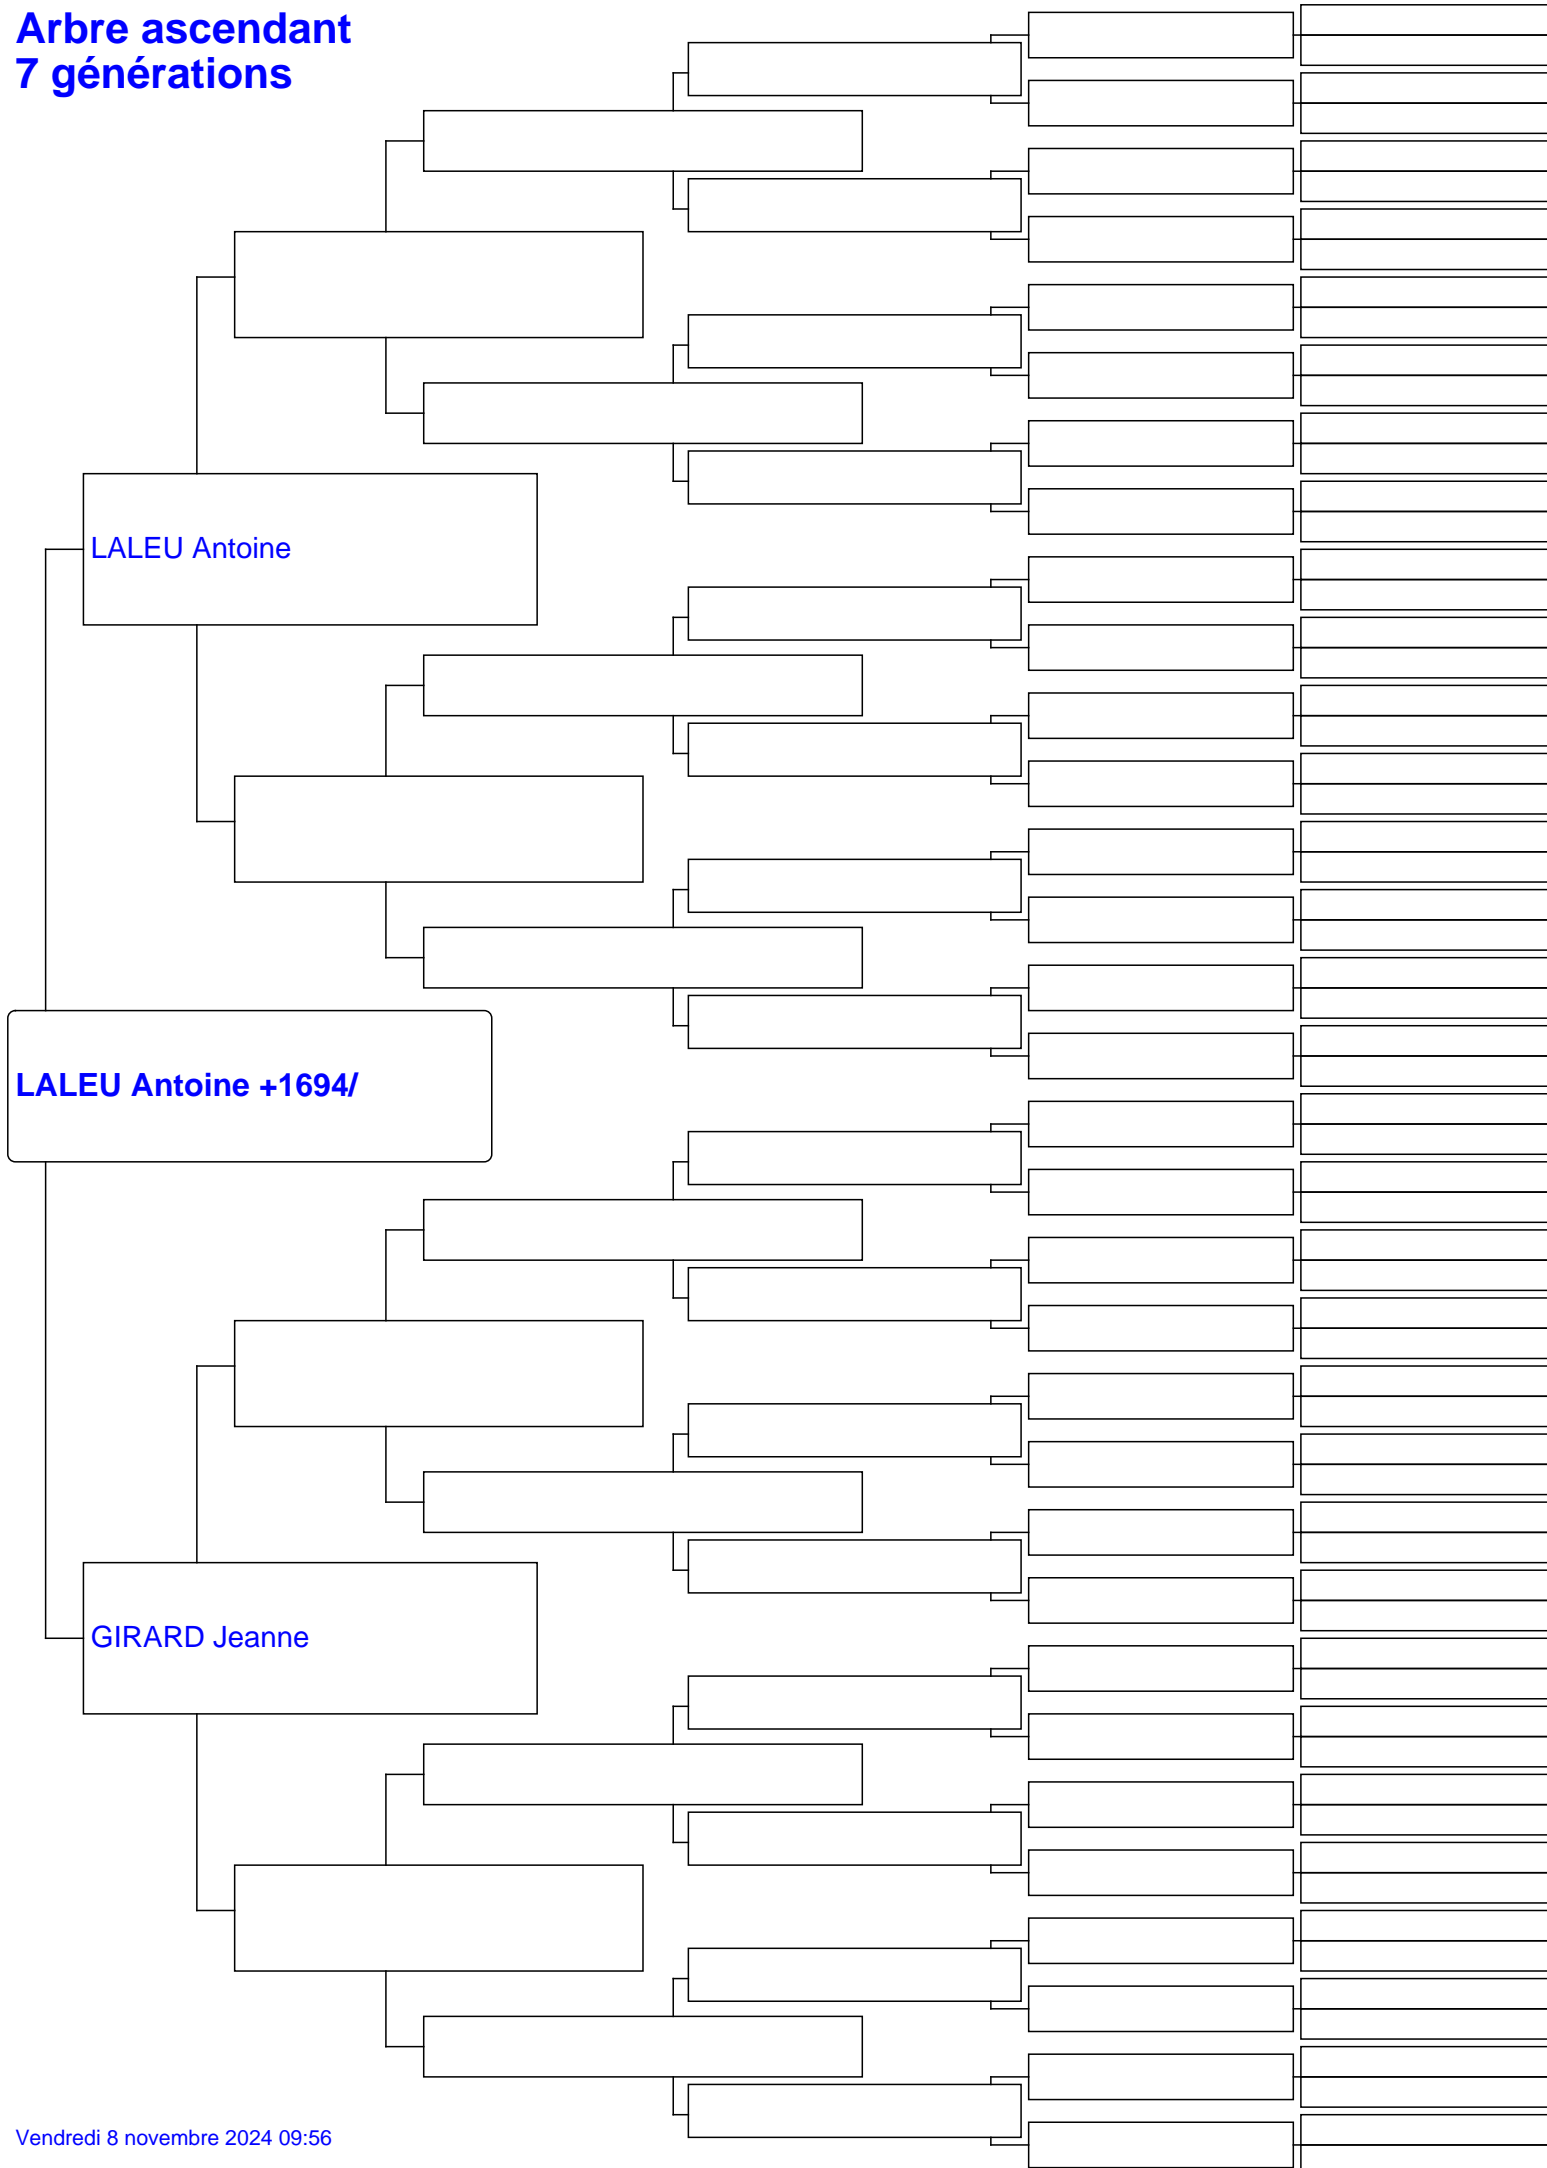 Arbre ascendant
7 générations
LALEU Antoine
LALEU Antoine +1694/
GIRARD Jeanne
Vendredi 8 novembre 2024 09:56